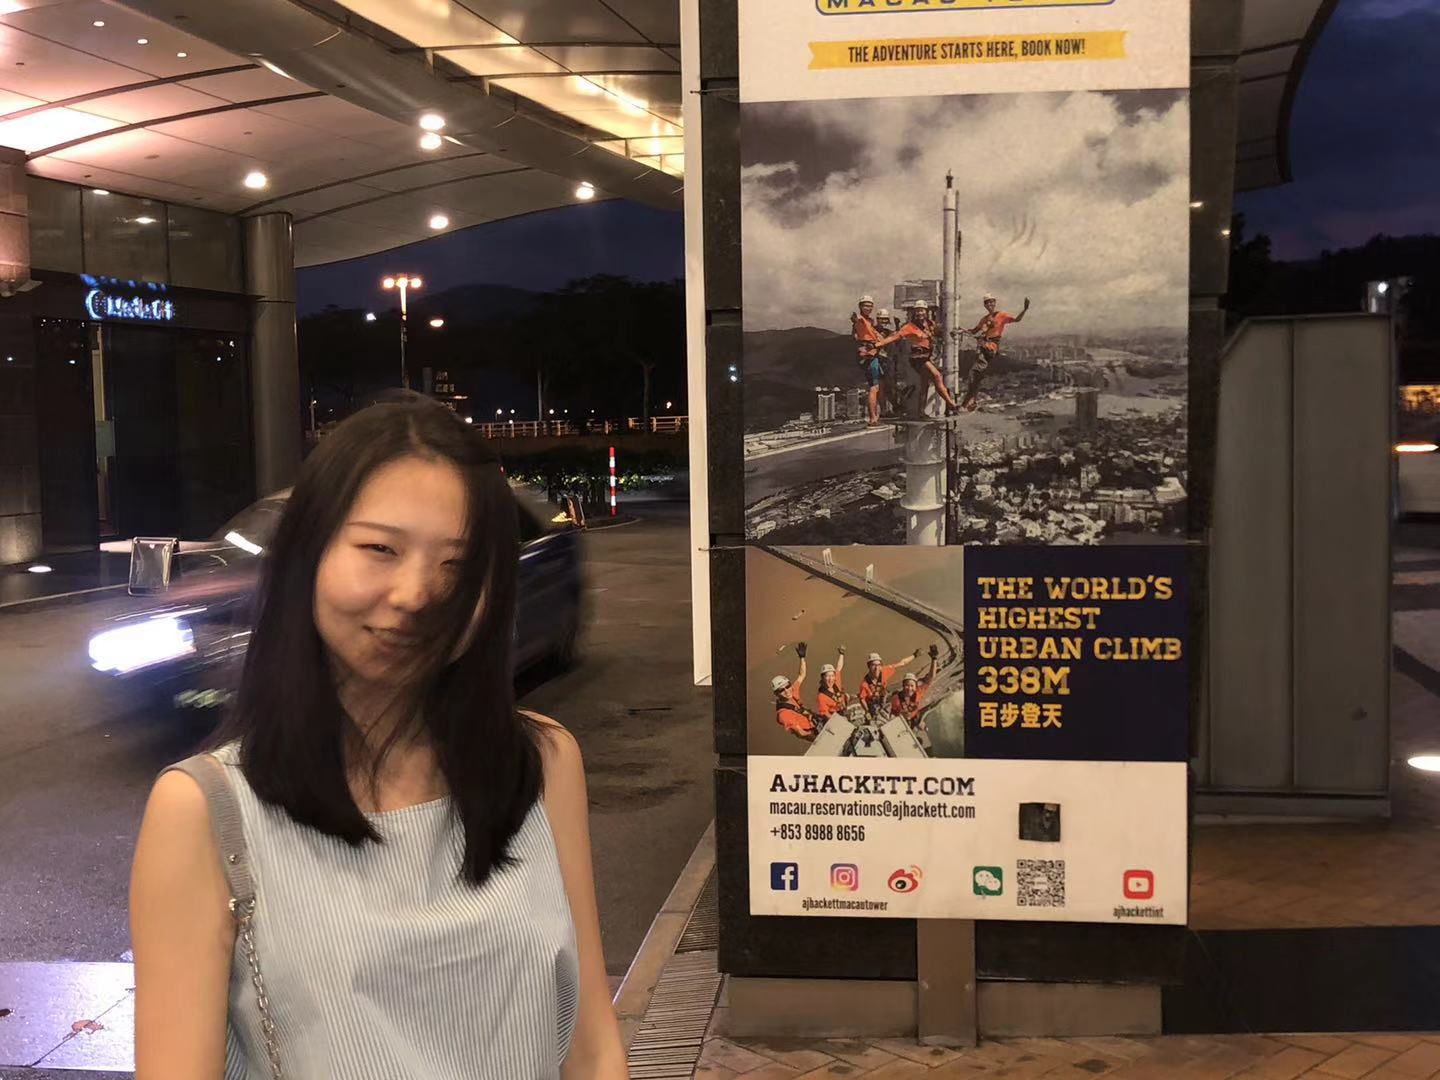 THE ADVENTURE STARTS HERE, BOOK NOW!
THE WORLD'S
HIGHEST
URBAN CLIMB
338M
百步登天
AJHACKETT.COM
macau.reservations@ajhackett.com
+853 8988 8656
ajhackettmacautower
ajhackettint